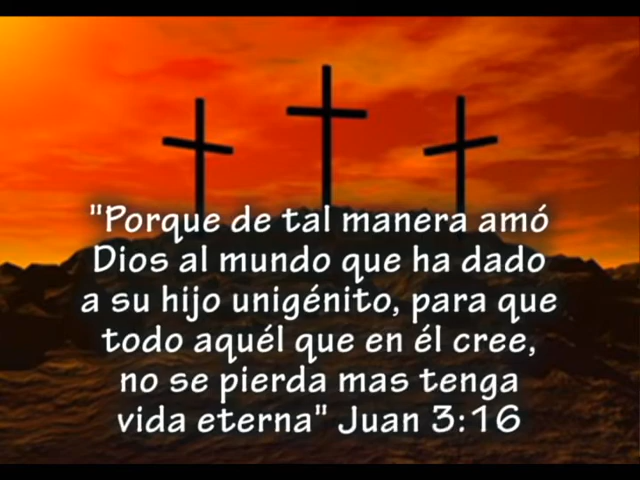 "Porque de tal manera amó
Dios al mundo que ha dado
a su hijo unigénito, para que
todo aquél que en él cree,
no se pierda mas tenga
vida eterna" Juan 3:16